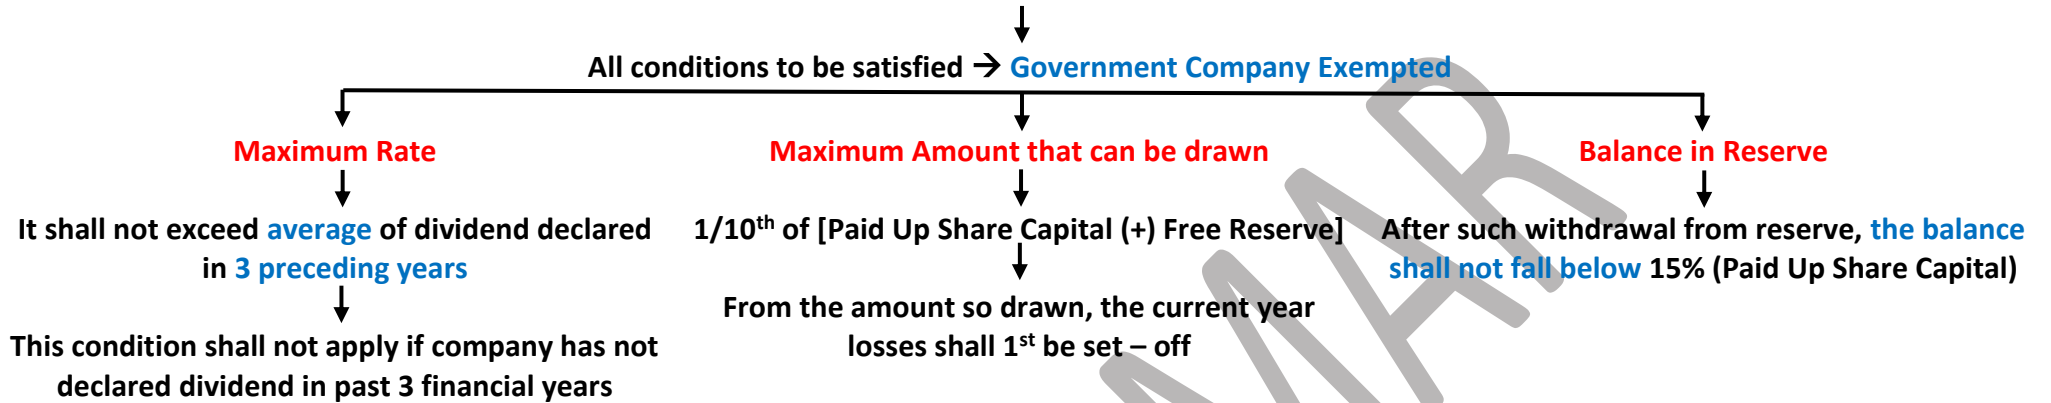 All conditions to be satisfied → Government Company Exempted
Maximum Rate
It shall not exceed average of dividend declared
in 3 preceding years
This condition shall not apply if company has not
declared dividend in past 3 financial years
Maximum Amount that can be drawn
1/10th of [Paid Up Share Capital (+) Free Reserve]
From the amount so drawn, the current year
losses shall 1st be set – off
Balance in Reserve
After such withdrawal from reserve, the balance
shall not fall below 15% (Paid Up Share Capital)
MAR